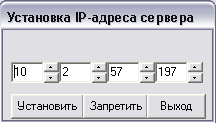 Установка IP-адреса сервера
10 2 57 197
Установить Запретить Выход